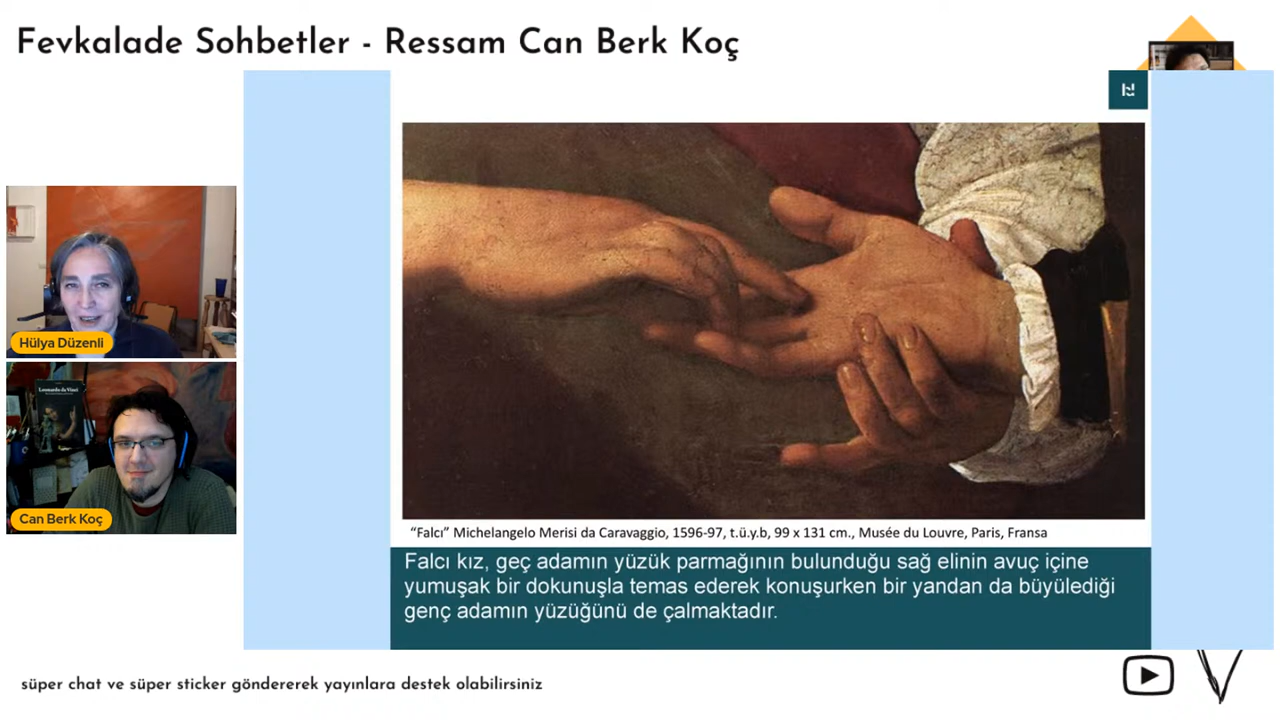 Fevkalade Sohbetler - Ressam Can Berk Koç
Hülya Düzenli
Leonardo da Vinci
Can Berk Koç
“Falcı” Michelangelo Merisi da Caravaggio, 1596-97, t.ü.y.b, 99 x 131 cm., Musée du Louvre, Paris, Fransa
Falcı kız, geç adamın yüzük parmağının bulunduğu sağ elinin avuç içine
yumuşak bir dokunuşla temas ederek konuşurken bir yandan da büyülediği
genç adamın yüzüğünü de çalmaktadır.
süper chat ve süper sticker göndererek yayınlara destek olabilirsiniz